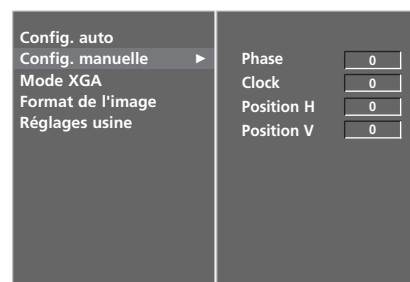 Config. auto
Config. manuelle ►
Mode XGA
Format de l'image
Réglages usine
Phase 0
Clock 0
Position H 0
Position V 0